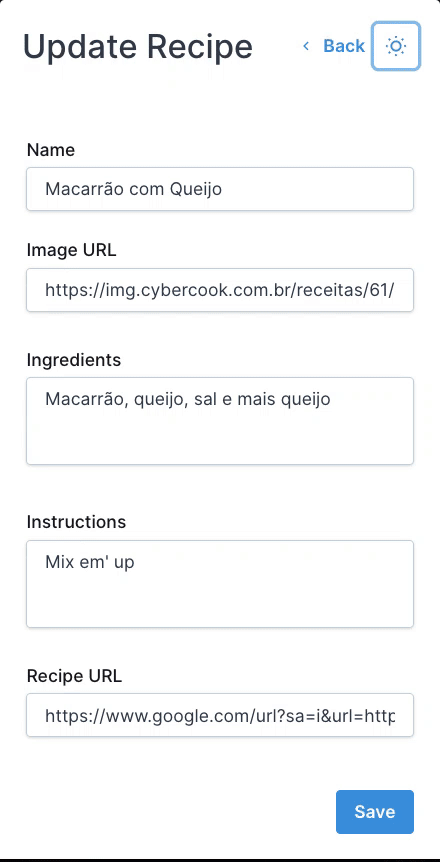 Update Recipe
Back
Name
Macarrão com Queijo
Image URL
https://img.cybercook.com.br/receitas/61/
Ingredients
Macarrão, queijo, sal e mais queijo
Instructions
Mix em' up
Recipe URL
https://www.google.com/url?sa=i&url=http
Save